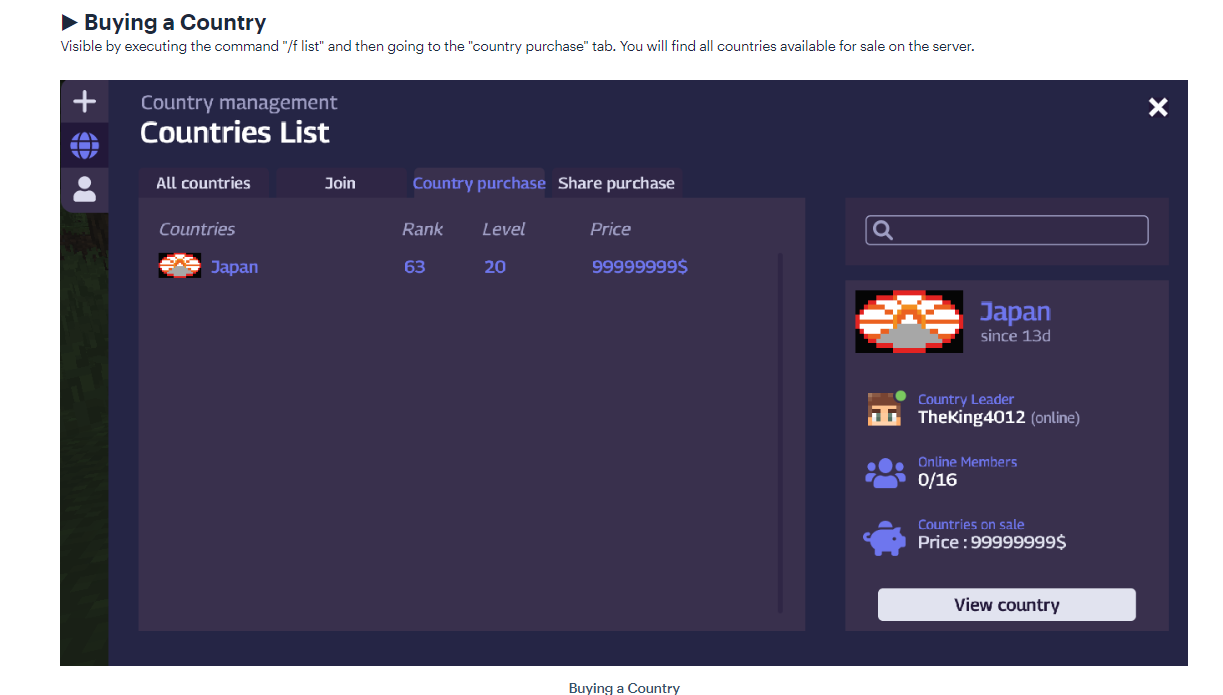 ▶ Buying a Country
Visible by executing the command "/f list" and then going to the "country purchase" tab. You will find all countries available for sale on the server.
Country management
Countries List
All countries Join Country purchase Share purchase
Countries Rank Level Price
Japan 63 20 99999999$
Japan
since 13d
Country Leader
TheKing4012 (online)
Online Members
0/16
Countries on sale
Price : 99999999$
View country
Buying a Country